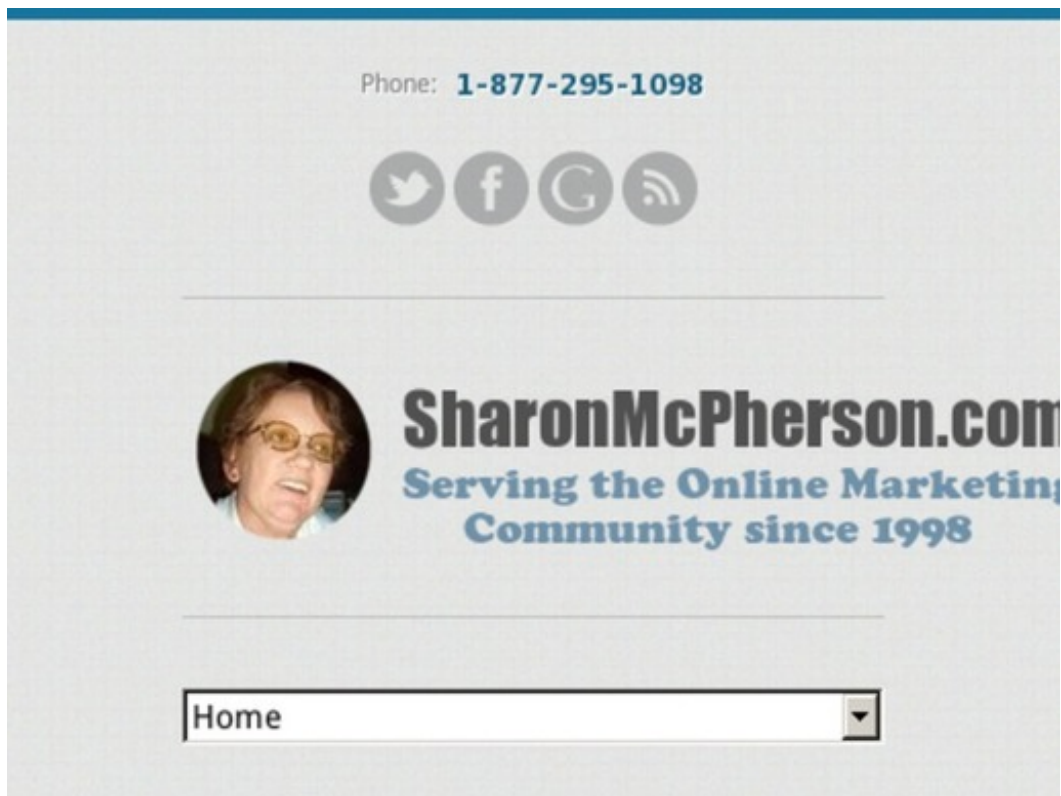 Phone: 1-877-295-1098
SharonMcPherson.com
Serving the Online Marketing
Community since 1998
Home